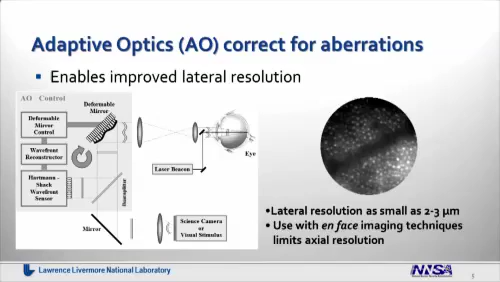 Adaptive Optics (AO) correct for aberrations
▪ Enables improved lateral resolution
AO Control
Deformable
Mirror
Deformable
Mirror
Control
Wavefront
Reconstructor
Hartmann -
Shack
Wavefront
Sensor
Beamsplitter
Laser Beacon
Eye
Mirror
Science Camera
or
Visual Stimulus
•Lateral resolution as small as 2-3 µm
• Use with en face imaging techniques
limits axial resolution
Lawrence Livermore National Laboratory
NNSA